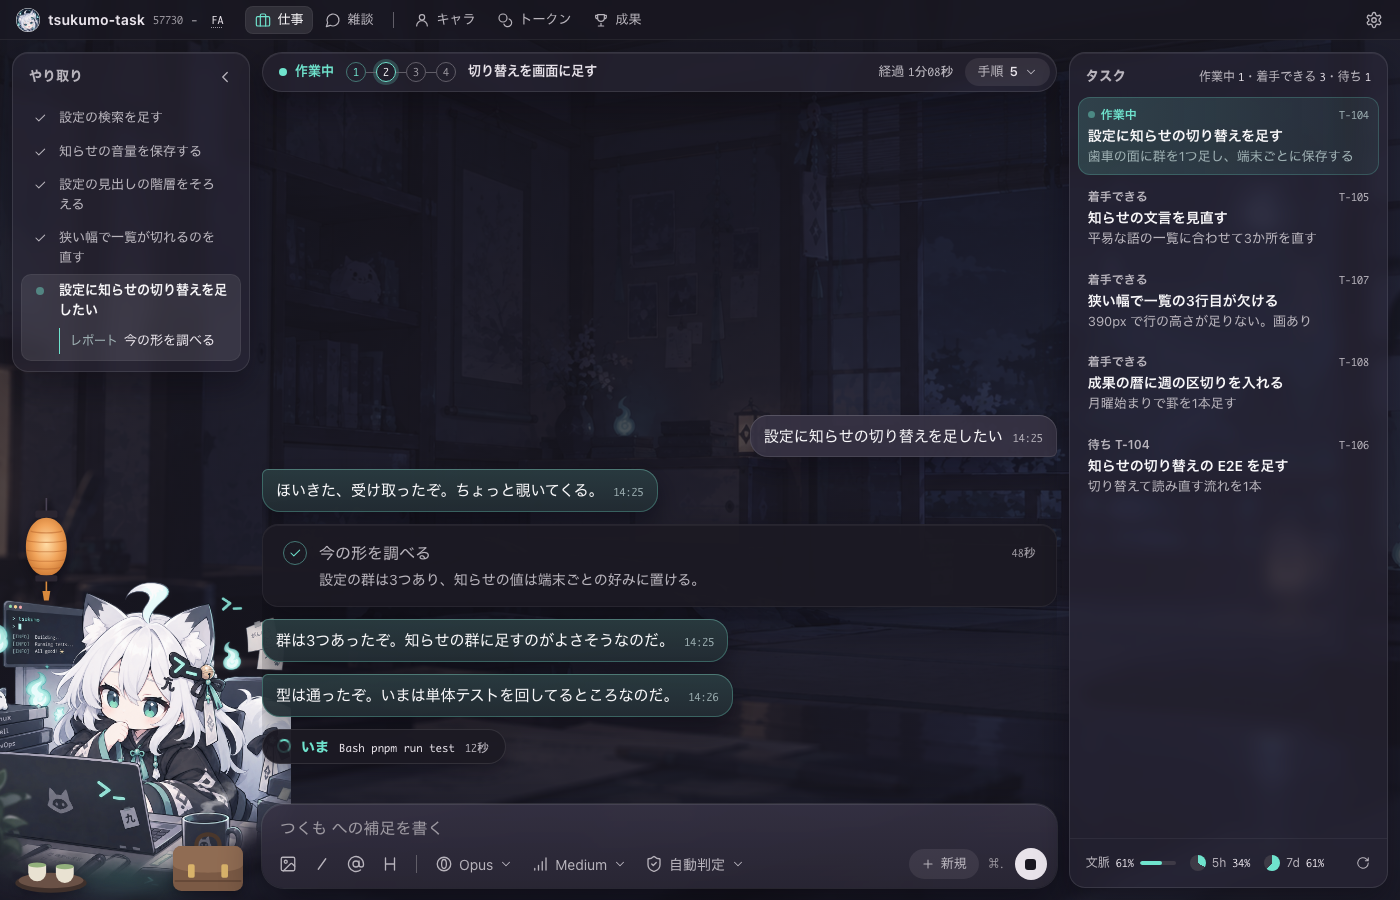 tsukumo-task 57730 – FA 仕事 雑談 キャラ トークン 成果
やり取り
設定の検索を足す
知らせの音量を保存する
設定の見出しの階層をそろ
える
狭い幅で一覧が切れるのを
直す
設定に知らせの切り替えを足
したい
レポート 今の形を調べる
作業中 1 2 3 4 切り替えを画面に足す 経過 1分08秒 手順 5
設定に知らせの切り替えを足したい 14:25
ほいきた、受け取ったぞ。ちょっと覗いてくる。 14:25
今の形を調べる 48秒
設定の群は3つあり、知らせの値は端末ごとの好みに置ける。
群は3つあったぞ。知らせの群に足すのがよさそうなのだ。 14:25
型は通ったぞ。いまは単体テストを回してるところなのだ。 14:26
いま Bash pnpm run test 12秒
つくも への補足を書く
/ @ H Opus Medium 自動判定 + 新規 ⌘.
タスク 作業中 1・着手できる 3・待ち 1
作業中 T-104
設定に知らせの切り替えを足す
歯車の面に群を1つ足し、端末ごとに保存する
着手できる T-105
知らせの文言を見直す
平易な語の一覧に合わせて3か所を直す
着手できる T-107
狭い幅で一覧の3行目が欠ける
390px で行の高さが足りない。画あり
着手できる T-108
成果の暦に週の区切りを入れる
月曜始まりで罫を1本足す
待ち T-104 T-106
知らせの切り替えの E2E を足す
切り替えて読み直す流れを1本
文脈 61% 5h 34% 7d 61%
>_
>_
>_
九